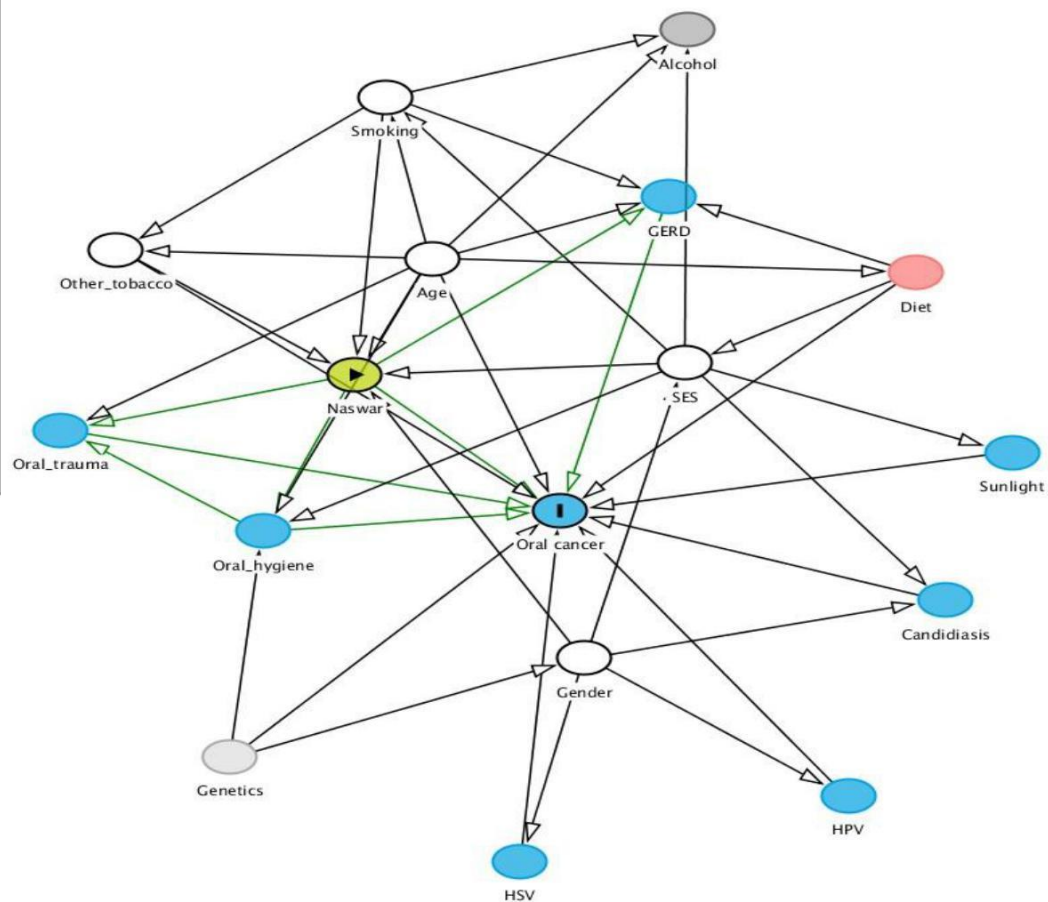 Alcohol
Smoking
GERD
Other_tobacco
Age
Diet
Naswar
SES
Oral_trauma
Sunlight
Oral cancer
Oral_hygiene
Candidiasis
Gender
Genetics
HPV
HSV